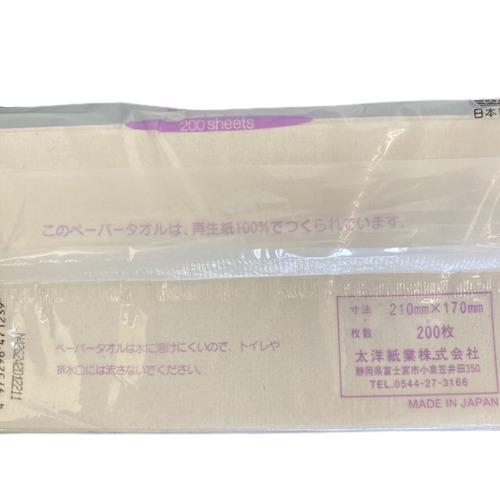 200 sheets
日本
このペーパータオルは、再生紙100%でつくられています。
寸法 210mm×170mm
枚数 200枚
太洋紙業株式会社
静岡県富士宮市小泉笠井田350
TEL.0544-27-3166
MADE IN JAPAN
ペーパータオルは水に溶けにくいので、トイレや
排水口には流さないでください。